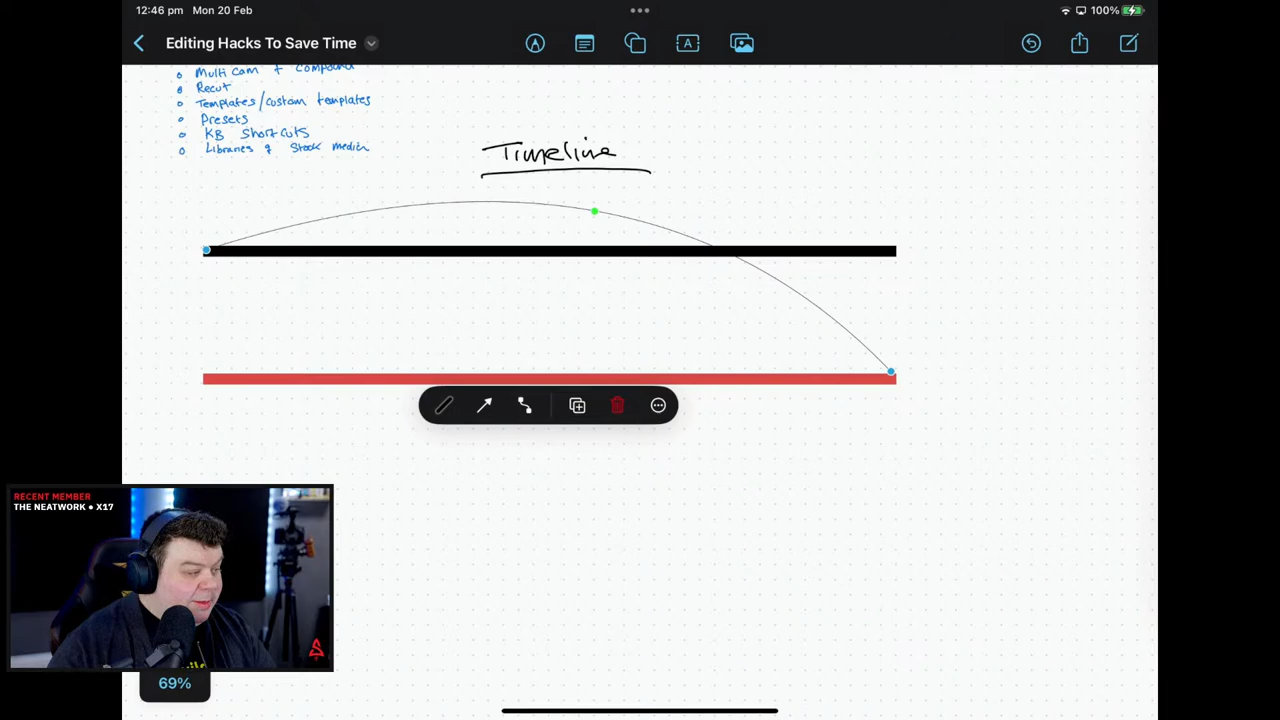 12:46 pm Mon 20 Feb
100%
Editing Hacks To Save Time
Multi Cam + Compound
Recut
Templates/custom templates
Presets
KB Shortcuts
Libraries & Stock Media
Timeline
A
RECENT MEMBER
THE NEATWORK • X17
69%